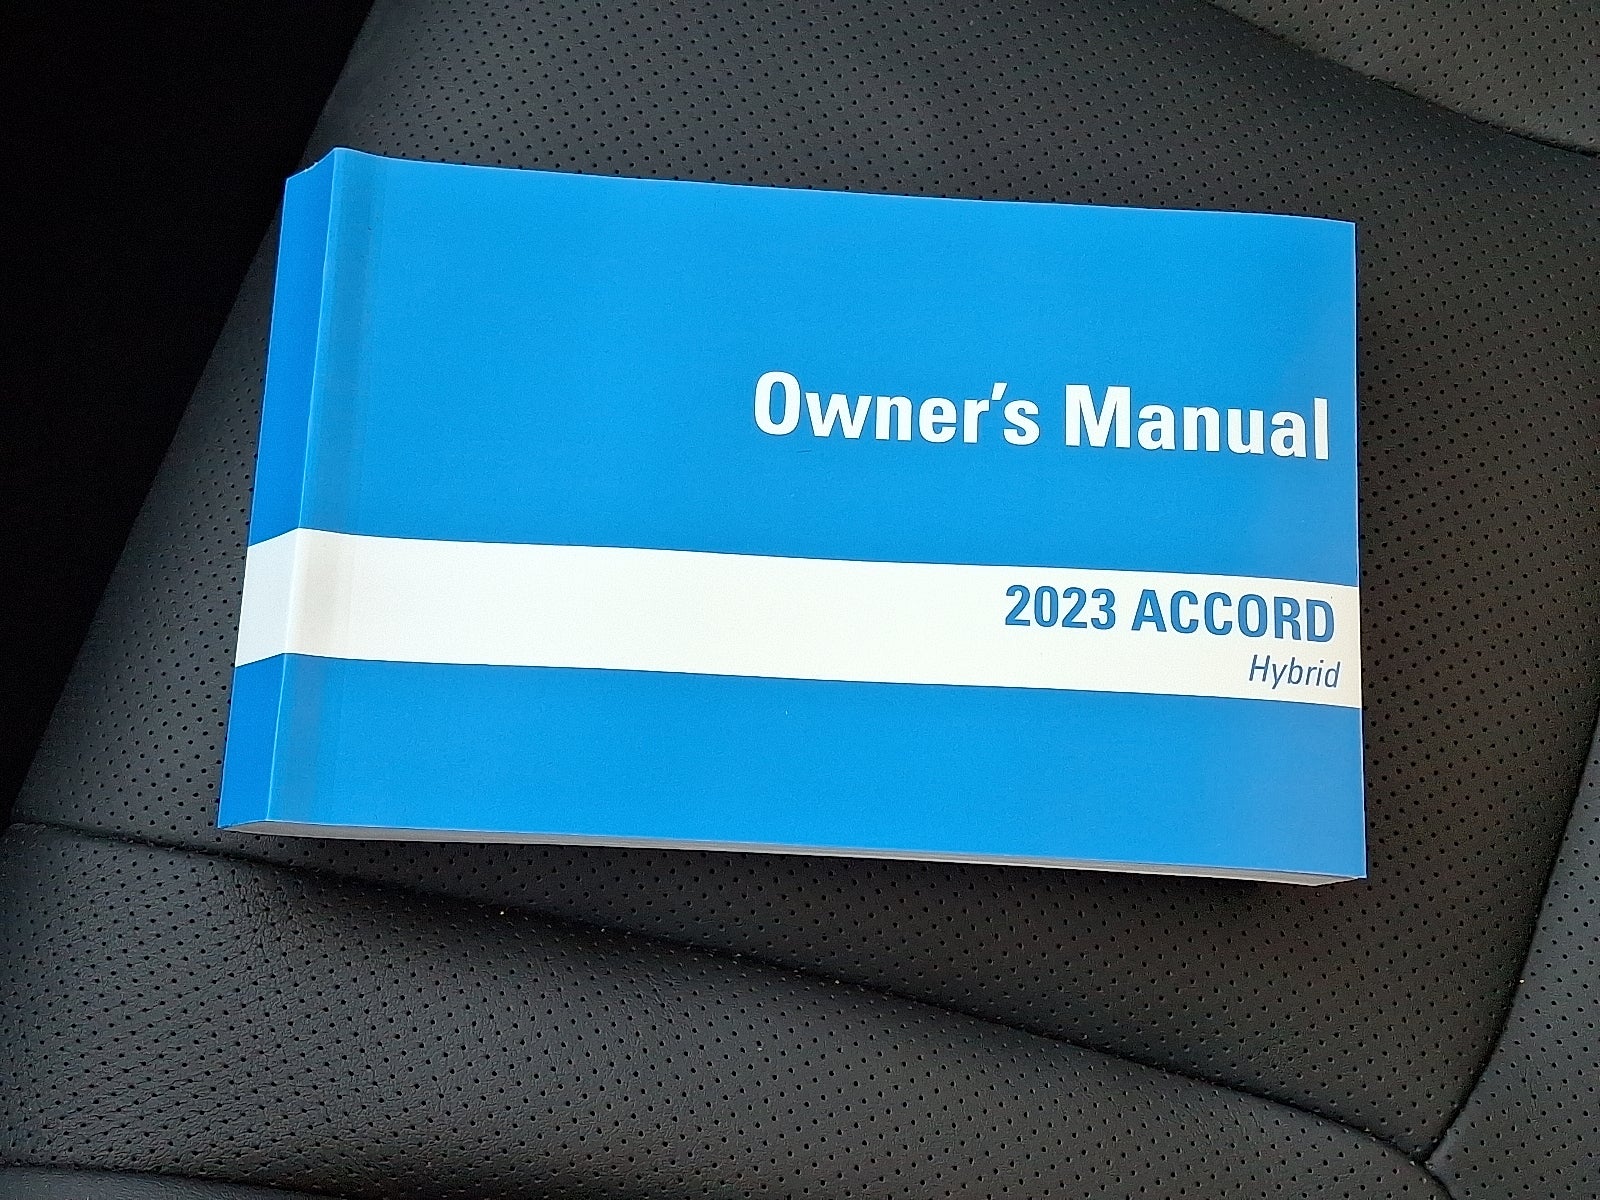 Owner's Manual
2023 ACCORD
Hybrid